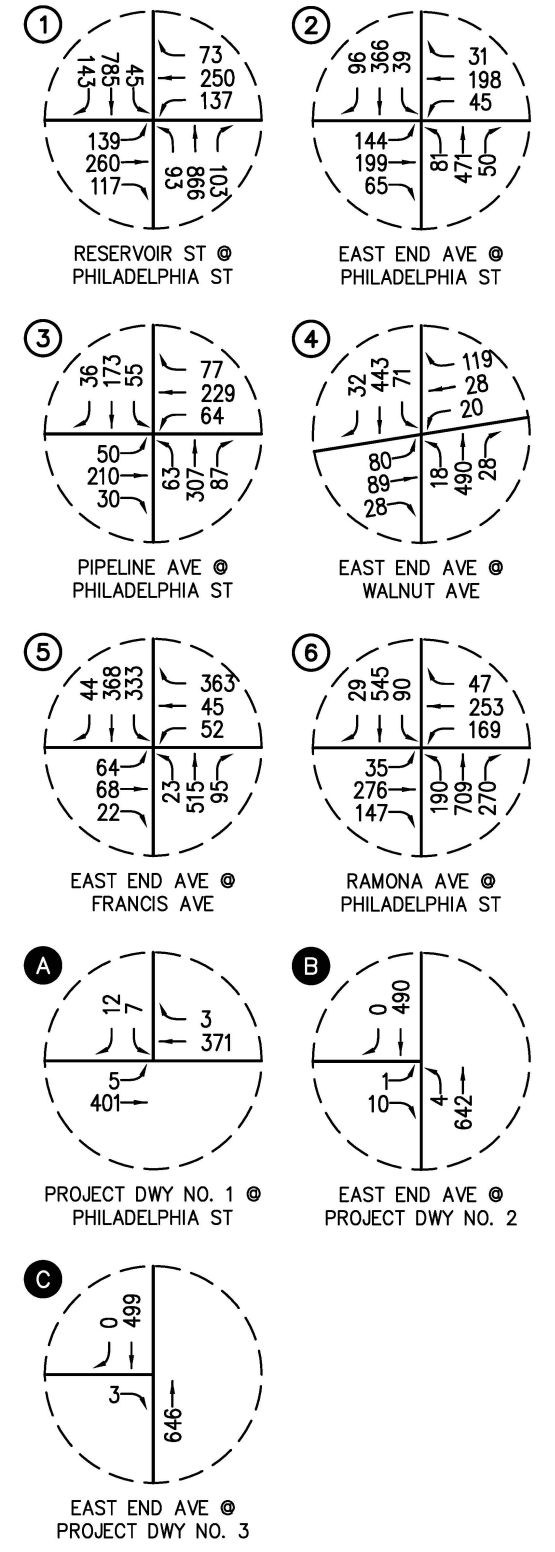 1
143 785 45
73
250
137
139
260
117
93 866 103
RESERVOIR ST @
PHILADELPHIA ST
2
96 366 39
31
198
45
144
199
65
81 471 50
EAST END AVE @
PHILADELPHIA ST
3
36 173 55
77
229
64
50
210
30
63 307 87
PIPELINE AVE @
PHILADELPHIA ST
4
32 443 71
119
28
20
80
89
28
18 490 28
EAST END AVE @
WALNUT AVE
5
44 368 333
363
45
52
64
68
22
23 515 95
EAST END AVE @
FRANCIS AVE
6
29 545 90
47
253
169
35
276
147
190 709 270
RAMONA AVE @
PHILADELPHIA ST
A
12 7
3
371
5
401
PROJECT DWY NO. 1 @
PHILADELPHIA ST
B
0 490
1
10
4 642
EAST END AVE @
PROJECT DWY NO. 2
C
0 499
3
646
EAST END AVE @
PROJECT DWY NO. 3